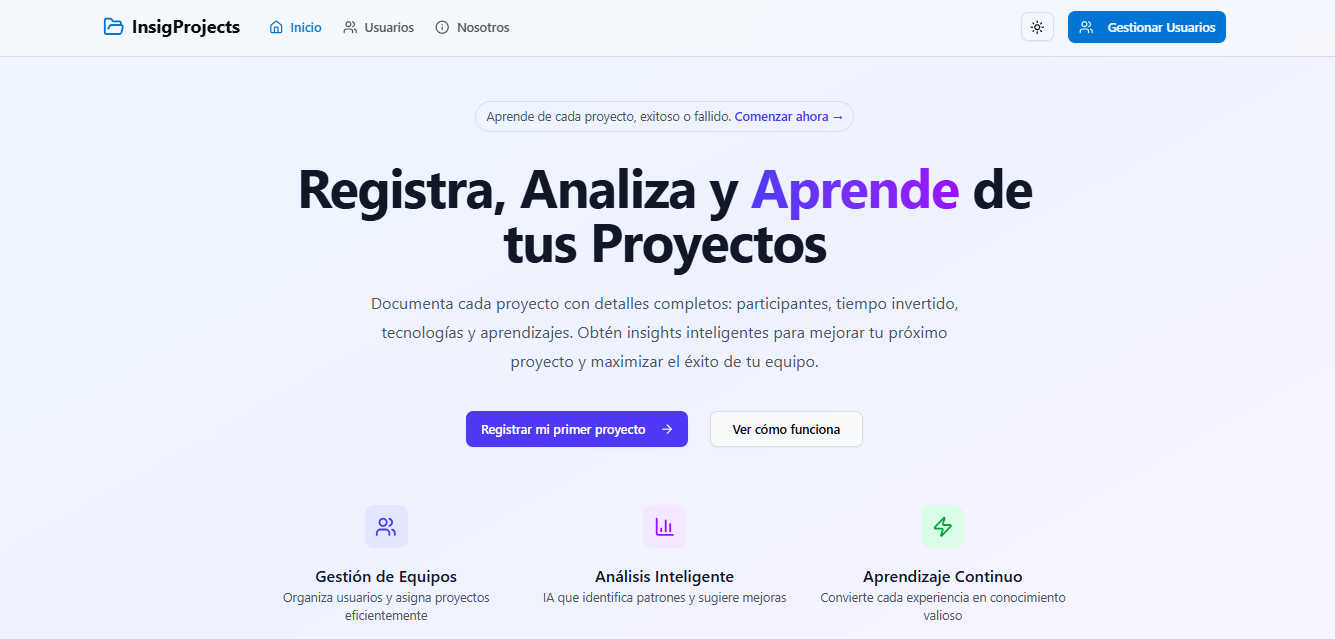 InsigProjects
Inicio
Usuarios
Nosotros
Gestionar Usuarios
Aprende de cada proyecto, exitoso o fallido. Comenzar ahora →
Registra, Analiza y Aprende de
tus Proyectos
Documenta cada proyecto con detalles completos: participantes, tiempo invertido,
tecnologías y aprendizajes. Obtén insights inteligentes para mejorar tu próximo
proyecto y maximizar el éxito de tu equipo.
Registrar mi primer proyecto →
Ver cómo funciona
Gestión de Equipos
Organiza usuarios y asigna proyectos
eficientemente
Análisis Inteligente
IA que identifica patrones y sugiere mejoras
Aprendizaje Continuo
Convierte cada experiencia en conocimiento
valioso